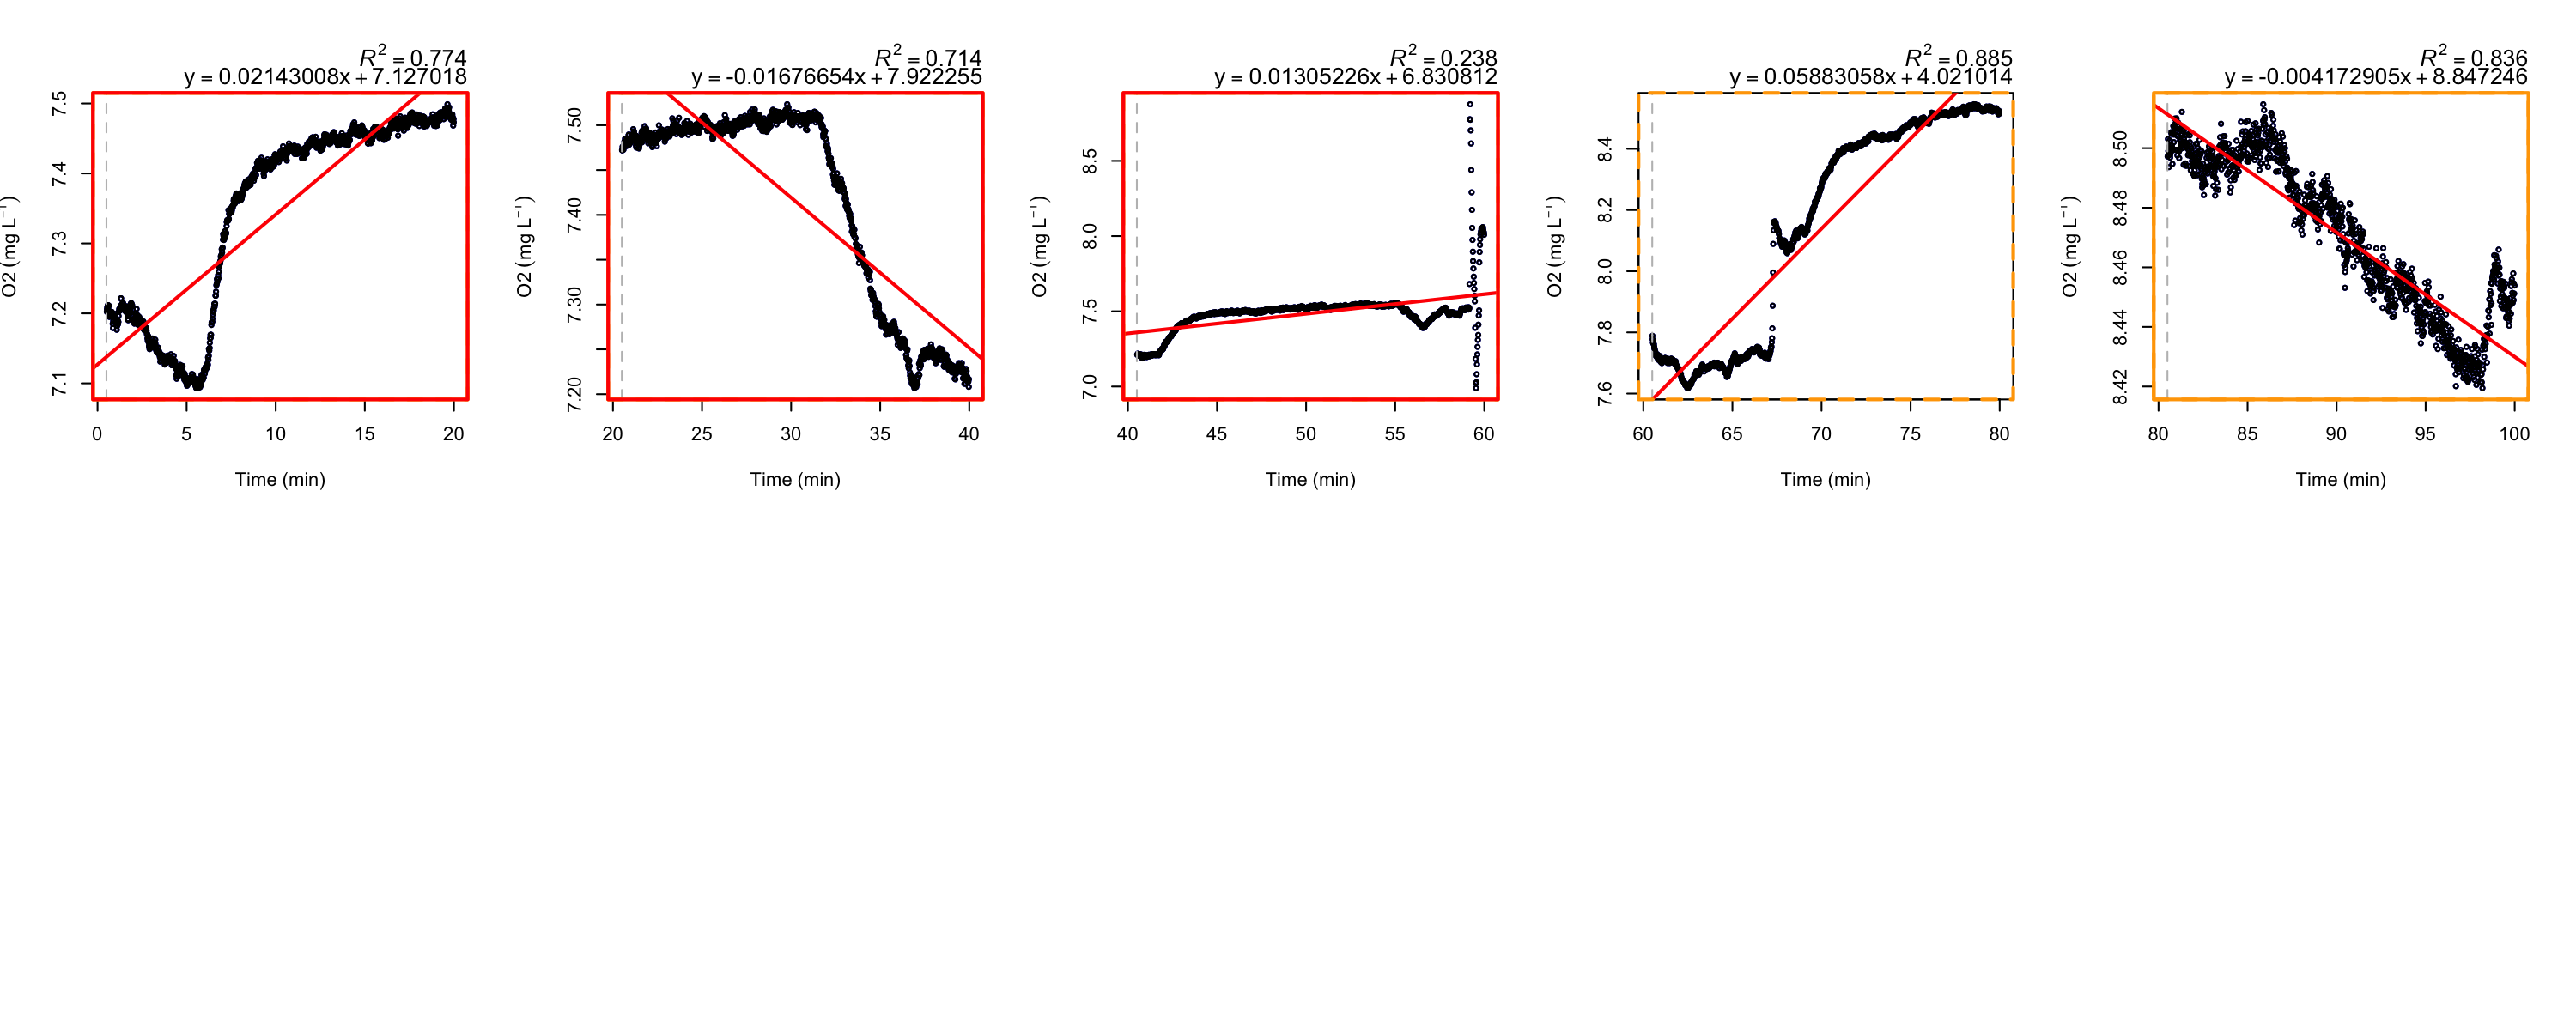 R² = 0.774
y = 0.02143008x + 7.127018
O2 (mg L⁻¹)
7.5
7.4
7.3
7.2
7.1
0 5 10 15 20
Time (min)
R² = 0.714
y = -0.01676654x + 7.922255
O2 (mg L⁻¹)
7.50
7.40
7.30
7.20
20 25 30 35 40
Time (min)
R² = 0.238
y = 0.01305226x + 6.830812
O2 (mg L⁻¹)
8.5
8.0
7.5
7.0
40 45 50 55 60
Time (min)
R² = 0.885
y = 0.05883058x + 4.021014
O2 (mg L⁻¹)
8.4
8.2
8.0
7.8
7.6
60 65 70 75 80
Time (min)
R² = 0.836
y = -0.004172905x + 8.847246
O2 (mg L⁻¹)
8.50
8.48
8.46
8.44
8.42
80 85 90 95 100
Time (min)